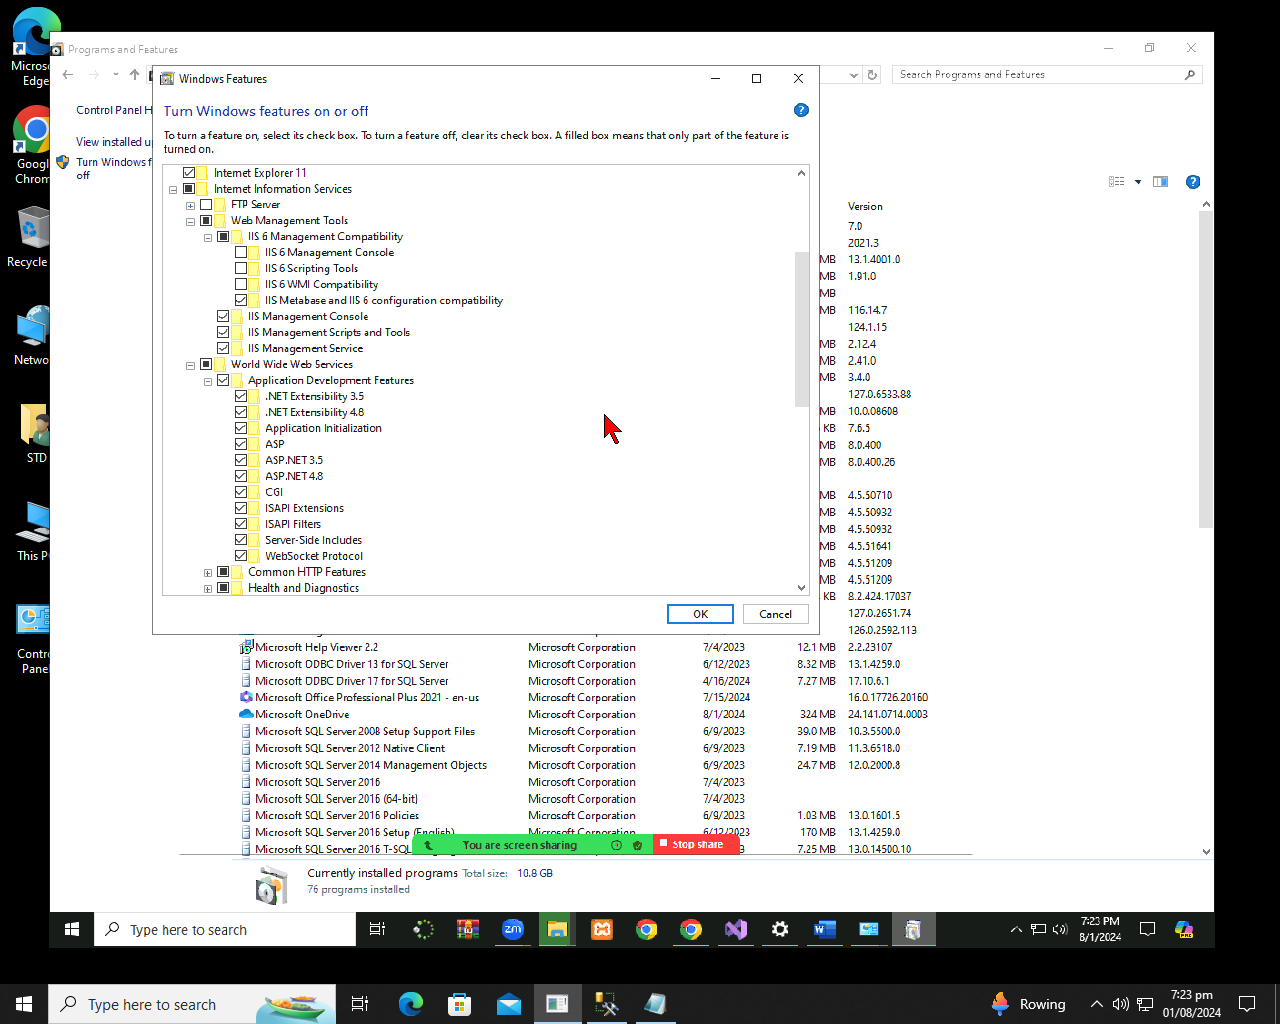 Microsoft
Edge
Google
Chrom
Recycle
Networ
STD
This P
Contr
Panel
Programs and Features
Search Programs and Features
Control Panel H
View installed u
Turn Windows f
off
Windows Features
Turn Windows features on or off
To turn a feature on, select its check box. To turn a feature off, clear its check box. A filled box means that only part of the feature is
turned on.
Internet Explorer 11
Internet Information Services
FTP Server
Web Management Tools
IIS 6 Management Compatibility
IIS 6 Management Console
IIS 6 Scripting Tools
IIS 6 WMI Compatibility
IIS Metabase and IIS 6 configuration compatibility
IIS Management Console
IIS Management Scripts and Tools
IIS Management Service
World Wide Web Services
Application Development Features
.NET Extensibility 3.5
.NET Extensibility 4.8
Application Initialization
ASP
ASP.NET 3.5
ASP.NET 4.8
CGI
ISAPI Extensions
ISAPI Filters
Server-Side Includes
WebSocket Protocol
Common HTTP Features
Health and Diagnostics
OK
Cancel
Version
7.0
2021.3
MB 13.1.4001.0
MB 1.91.0
MB
MB 116.14.7
124.1.15
MB 2.12.4
MB 2.41.0
MB 3.4.0
127.0.6533.88
MB 10.0.08608
KB 7.6.5
MB 8.0.400
MB 8.0.400.26
MB 4.5.50710
MB 4.5.50932
MB 4.5.50932
MB 4.5.51641
MB 4.5.51209
MB 4.5.51209
KB 8.2.424.17037
127.0.2651.74
126.0.2592.113
Microsoft Help Viewer 2.2 Microsoft Corporation 7/4/2023 12.1 MB 2.2.23107
Microsoft ODBC Driver 13 for SQL Server Microsoft Corporation 6/12/2023 8.32 MB 13.1.4259.0
Microsoft ODBC Driver 17 for SQL Server Microsoft Corporation 4/16/2024 7.27 MB 17.10.6.1
Microsoft Office Professional Plus 2021 - en-us Microsoft Corporation 7/15/2024 16.0.17726.20160
Microsoft OneDrive Microsoft Corporation 8/1/2024 324 MB 24.141.0714.0003
Microsoft SQL Server 2008 Setup Support Files Microsoft Corporation 6/9/2023 39.0 MB 10.3.5500.0
Microsoft SQL Server 2012 Native Client Microsoft Corporation 6/9/2023 7.19 MB 11.3.6518.0
Microsoft SQL Server 2014 Management Objects Microsoft Corporation 6/9/2023 24.7 MB 12.0.2000.8
Microsoft SQL Server 2016 Microsoft Corporation 7/4/2023
Microsoft SQL Server 2016 (64-bit) Microsoft Corporation 7/4/2023
Microsoft SQL Server 2016 Policies Microsoft Corporation 6/9/2023 1.03 MB 13.0.1601.5
Microsoft SQL Server 2016 Setup (English) Microsoft Corporation 6/12/2023 170 MB 13.1.4259.0
Microsoft SQL Server 2016 T-SQL 7.25 MB 13.0.14500.10
You are screen sharing
Stop share
Currently installed programs Total size: 10.8 GB
76 programs installed
Type here to search
zm
7:23 PM
8/1/2024
PRE
Type here to search
Rowing
7:23 pm
01/08/2024